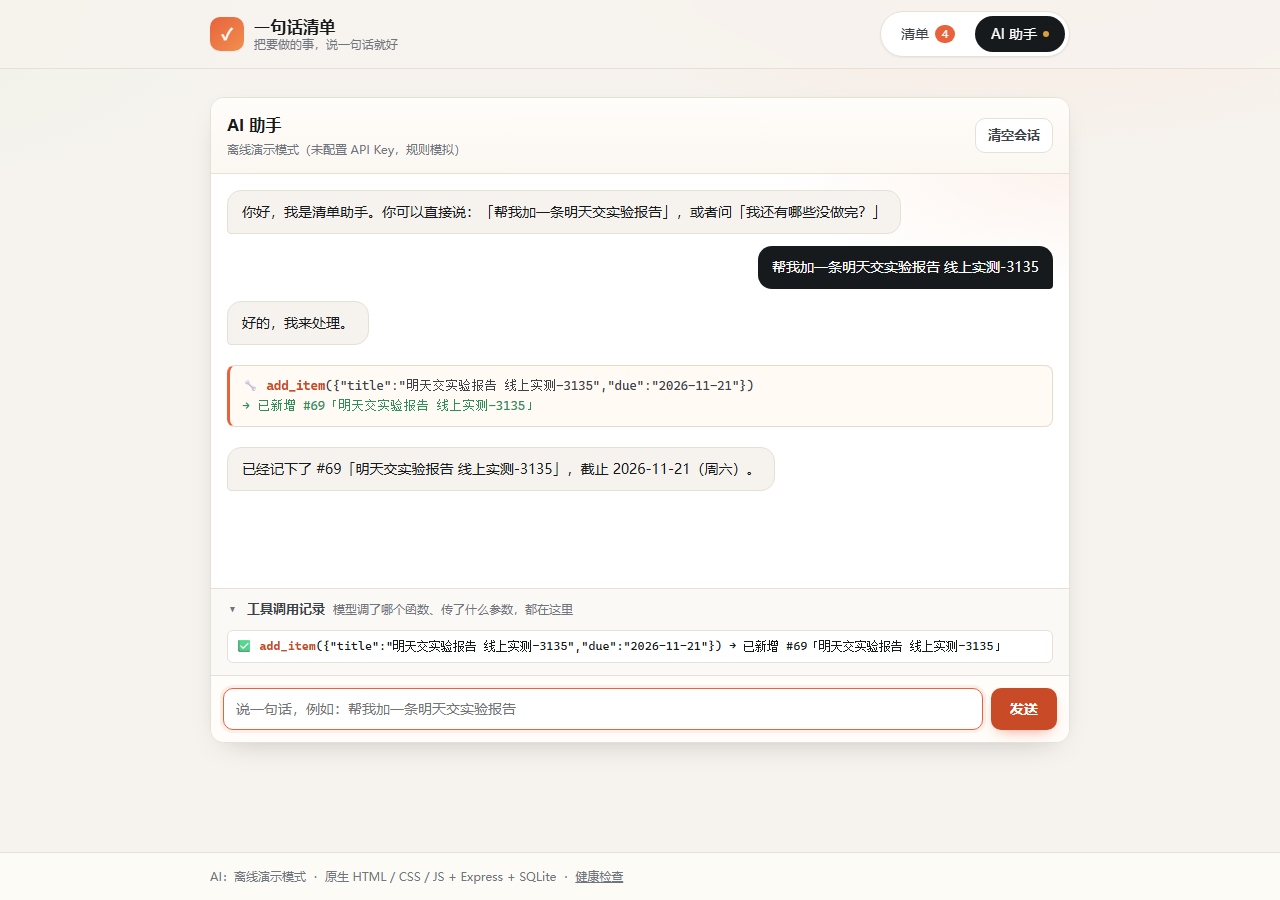 一句话清单
把要做的事，说一句话就好
清单 4
AI 助手
AI 助手
离线演示模式（未配置 API Key，规则模拟）
清空会话
你好，我是清单助手。你可以直接说：「帮我加一条明天交实验报告」，或者问「我还有哪些没做完？」
帮我加一条明天交实验报告 线上实测-3135
好的，我来处理。
add_item({"title":"明天交实验报告 线上实测-3135","due":"2026-11-21"})
→ 已新增 #69「明天交实验报告 线上实测-3135」
已经记下了 #69「明天交实验报告 线上实测-3135」，截止 2026-11-21（周六）。
▼ 工具调用记录 模型调了哪个函数、传了什么参数，都在这里
✅ add_item({"title":"明天交实验报告 线上实测-3135","due":"2026-11-21"}) → 已新增 #69「明天交实验报告 线上实测-3135」
说一句话，例如：帮我加一条明天交实验报告
发送
AI：离线演示模式 · 原生 HTML / CSS / JS + Express + SQLite · 健康检查